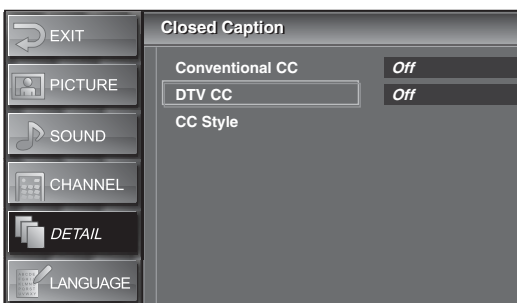 EXIT
PICTURE
SOUND
CHANNEL
DETAIL
LANGUAGE
Closed Caption
Conventional CC Off
DTV CC Off
CC Style